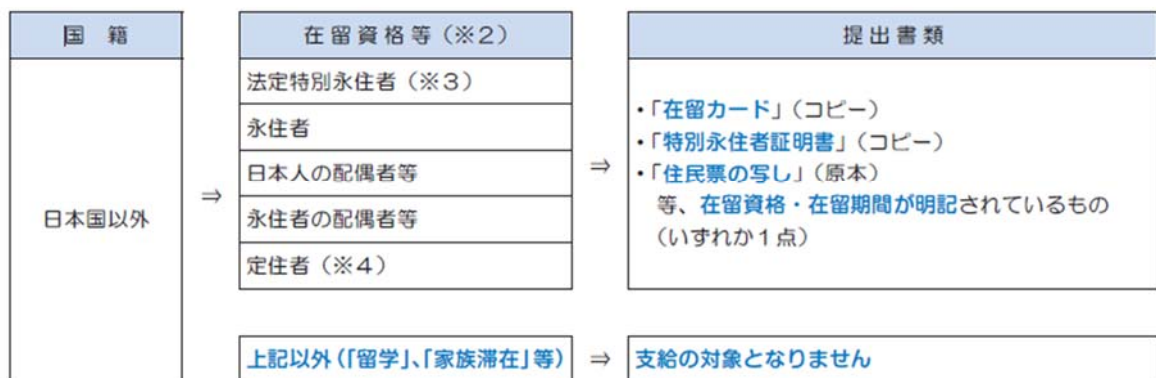 国　籍
在留資格等（※２）
提出書類
法定特別永住者（※３）
永住者
日本人の配偶者等
永住者の配偶者等
定住者（※４）
日本国以外
⇒
⇒
・「在留カード」（コピー）
・「特別永住者証明書」（コピー）
・「住民票の写し」（原本）
等、在留資格・在留期間が明記されているもの
（いずれか１点）
上記以外（「留学」、「家族滞在」等）
⇒
支給の対象となりません